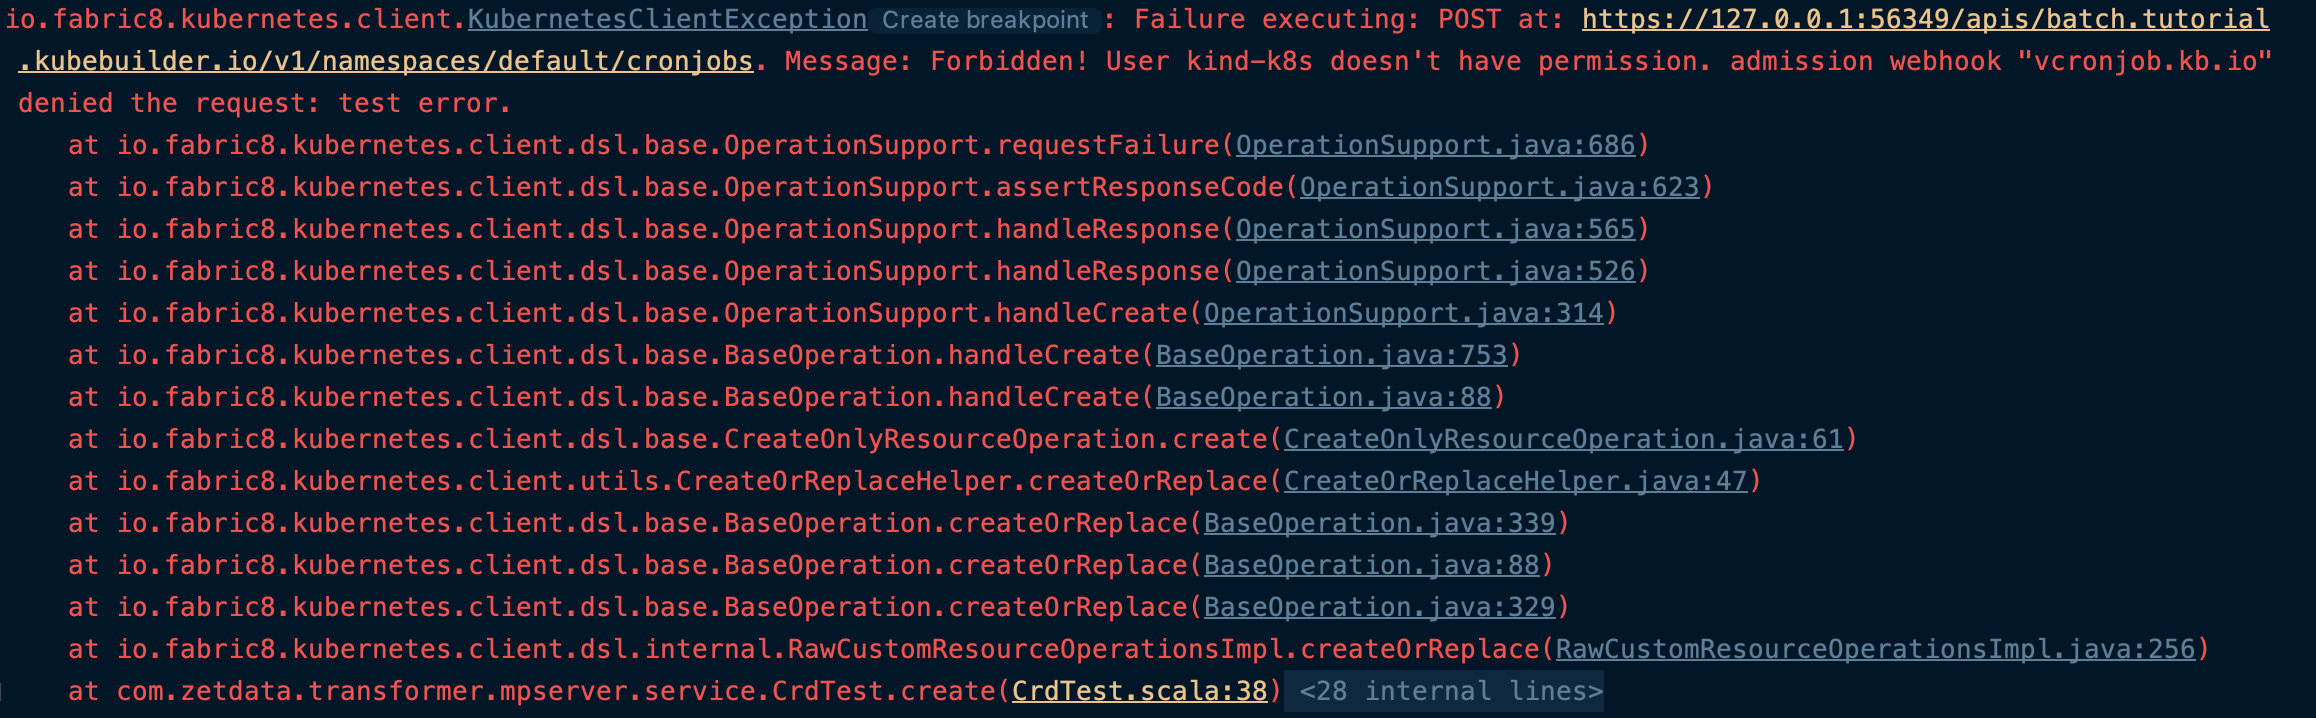 io.fabric8.kubernetes.client.KubernetesClientException Create breakpoint : Failure executing: POST at: https://127.0.0.1:56349/apis/batch.tutorial
.kubebuilder.io/v1/namespaces/default/cronjobs. Message: Forbidden! User kind-k8s doesn't have permission. admission webhook "vcronjob.kb.io"
denied the request: test error.
at io.fabric8.kubernetes.client.dsl.base.OperationSupport.requestFailure(OperationSupport.java:686)
at io.fabric8.kubernetes.client.dsl.base.OperationSupport.assertResponseCode(OperationSupport.java:623)
at io.fabric8.kubernetes.client.dsl.base.OperationSupport.handleResponse(OperationSupport.java:565)
at io.fabric8.kubernetes.client.dsl.base.OperationSupport.handleResponse(OperationSupport.java:526)
at io.fabric8.kubernetes.client.dsl.base.OperationSupport.handleCreate(OperationSupport.java:314)
at io.fabric8.kubernetes.client.dsl.base.BaseOperation.handleCreate(BaseOperation.java:753)
at io.fabric8.kubernetes.client.dsl.base.BaseOperation.handleCreate(BaseOperation.java:88)
at io.fabric8.kubernetes.client.dsl.base.CreateOnlyResourceOperation.create(CreateOnlyResourceOperation.java:61)
at io.fabric8.kubernetes.client.utils.CreateOrReplaceHelper.createOrReplace(CreateOrReplaceHelper.java:47)
at io.fabric8.kubernetes.client.dsl.base.BaseOperation.createOrReplace(BaseOperation.java:339)
at io.fabric8.kubernetes.client.dsl.base.BaseOperation.createOrReplace(BaseOperation.java:88)
at io.fabric8.kubernetes.client.dsl.base.BaseOperation.createOrReplace(BaseOperation.java:329)
at io.fabric8.kubernetes.client.dsl.internal.RawCustomResourceOperationsImpl.createOrReplace(RawCustomResourceOperationsImpl.java:256)
at com.zetdata.transformer.mpserver.service.CrdTest.create(CrdTest.scala:38) <28 internal lines>